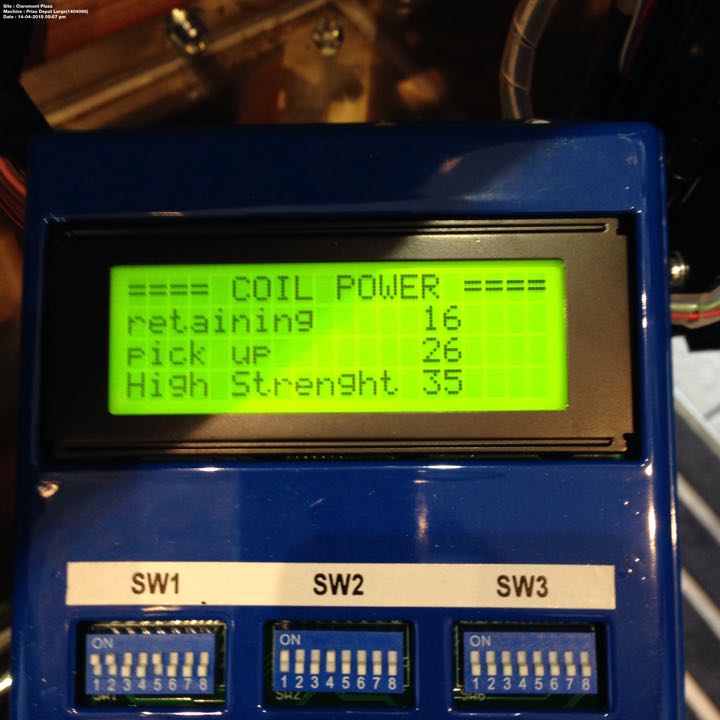 Site : Claremont Plaza
Machine : Prize Depot Large(1404066)
Date : 14-04-2015 05:07 pm
==== COIL POWER ====
retaining 16
pick up 26
High Strenght 35
SW1 SW2 SW3
ON ON ON
1 2 3 4 5 6 7 8 1 2 3 4 5 6 7 8 1 2 3 4 5 6 7 8
SW1 SW2